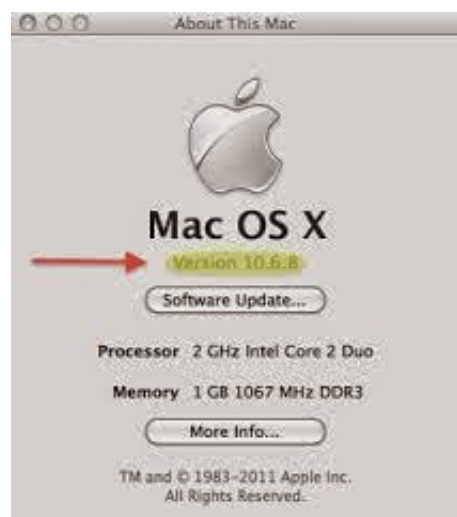 About This Mac
Mac OS X
Version 10.6.8
Software Update...
Processor 2 GHz Intel Core 2 Duo
Memory 1 GB 1067 MHz DDR3
More Info...
TM and © 1983-2011 Apple Inc.
All Rights Reserved.